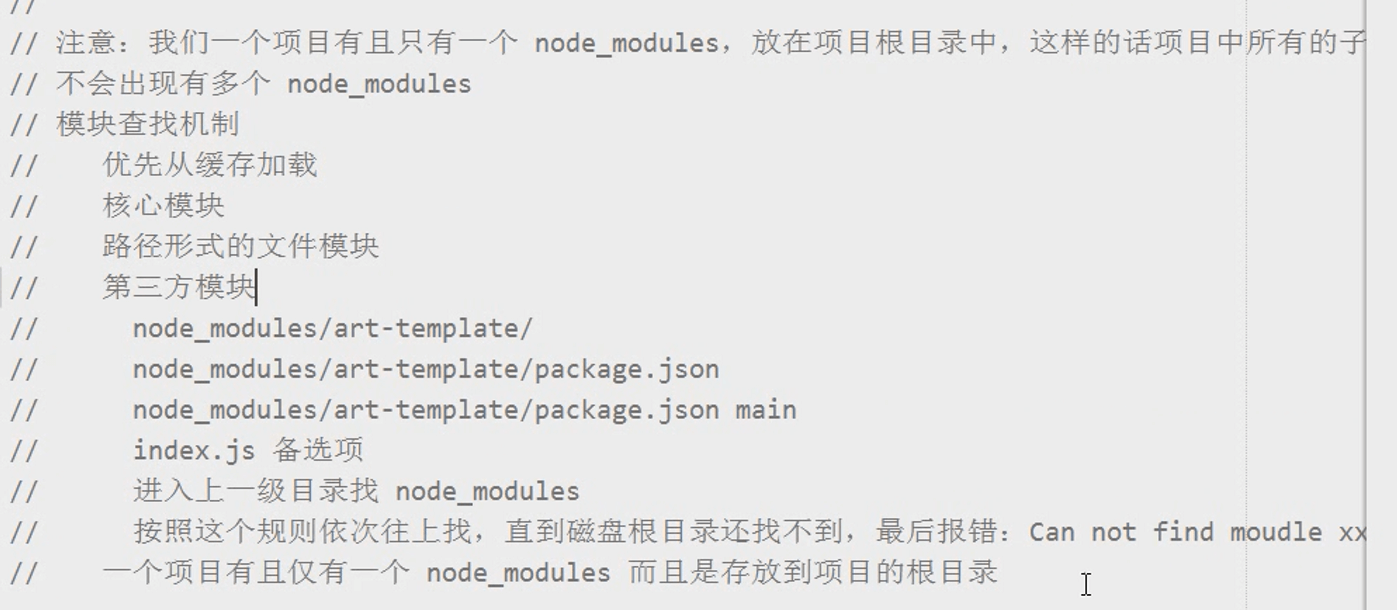 //
// 注意：我们一个项目有且只有一个 node_modules，放在项目根目录中，这样的话项目中所有的子
// 不会出现有多个 node_modules
// 模块查找机制
//    优先从缓存加载
//    核心模块
//    路径形式的文件模块
//    第三方模块
//      node_modules/art-template/
//      node_modules/art-template/package.json
//      node_modules/art-template/package.json main
//      index.js 备选项
//      进入上一级目录找 node_modules
//      按照这个规则依次往上找，直到磁盘根目录还找不到，最后报错：Can not find moudle xx
//    一个项目有且仅有一个 node_modules 而且是存放到项目的根目录